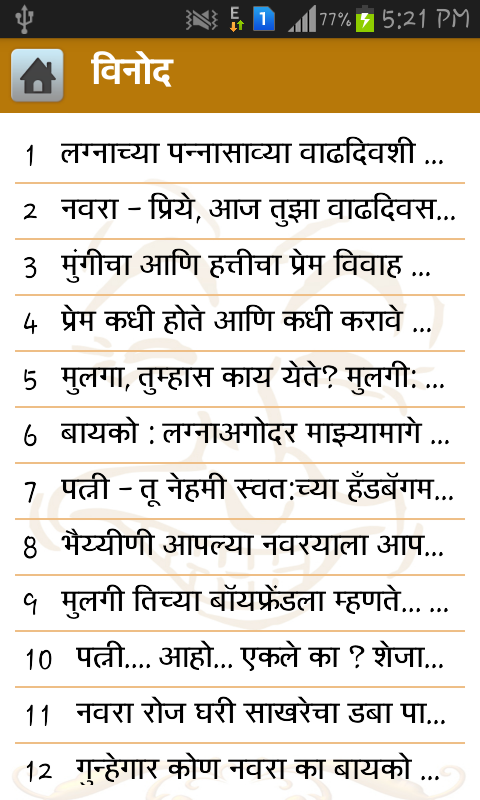 E 1 77% 5:21 PM
विनोद
1 लग्नाच्या पन्नासाव्या वाढदिवशी ...
2 नवरा - प्रिये, आज तुझा वाढदिवस...
3 मुंगीचा आणि हत्तीचा प्रेम विवाह ...
4 प्रेम कधी होते आणि कधी करावे ...
5 मुलगा, तुम्हास काय येते? मुलगी: ...
6 बायको : लग्नाअगोदर माझ्यामागे ...
7 पत्नी - तू नेहमी स्वत:च्या हँडबॅगम...
8 भैय्यीणी आपल्या नवरयाला आप...
9 मुलगी तिच्या बॉयफ्रेंडला म्हणते... ...
10 पत्नी.... आहो... एकले का ? शेजा...
11 नवरा रोज घरी साखरेचा डबा पा...
12 गुन्हेगार कोण नवरा का बायको ...